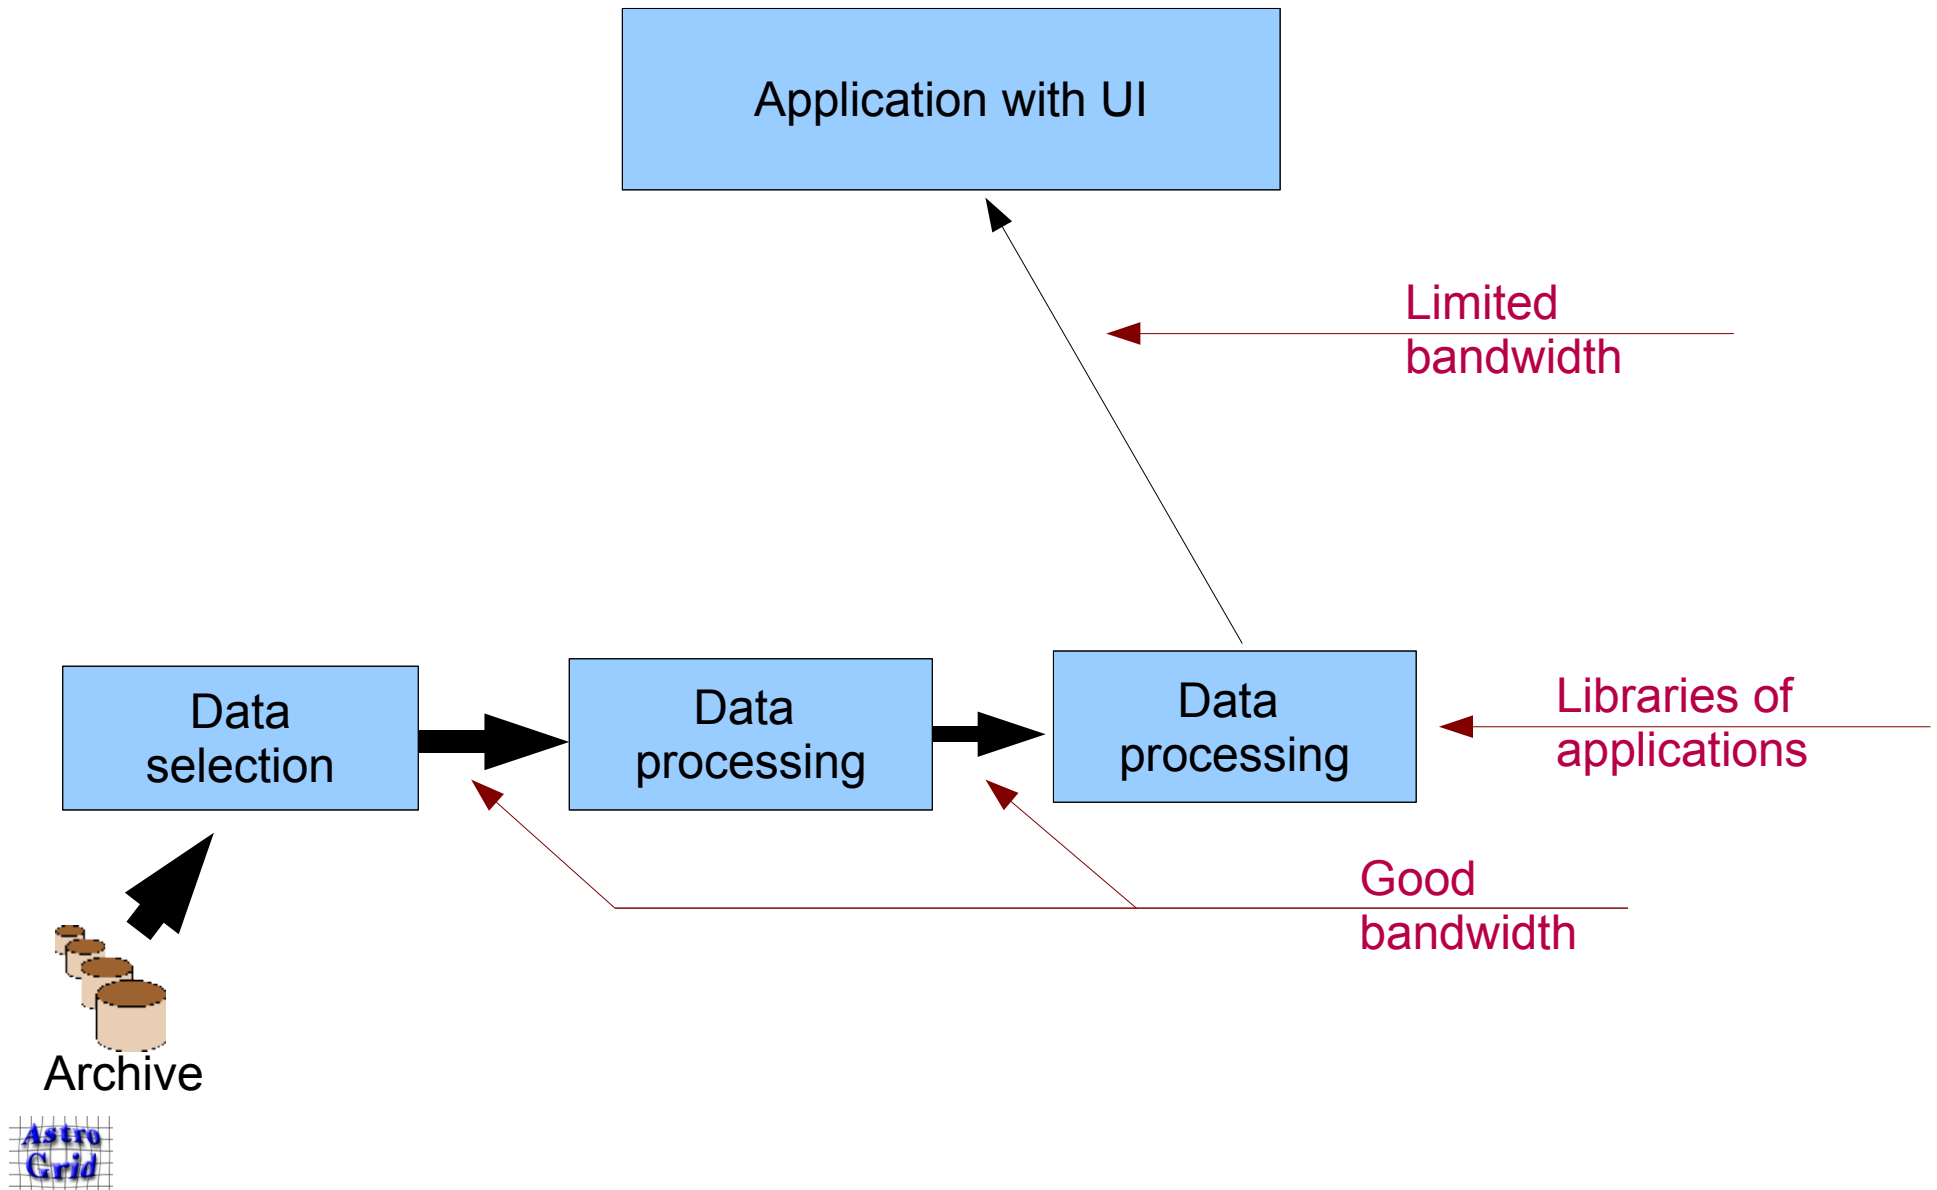 Application with UI
Limited
bandwidth
Data
selection
Data
processing
Data
processing
Libraries of
applications
Good
bandwidth
Archive
Astro
Grid